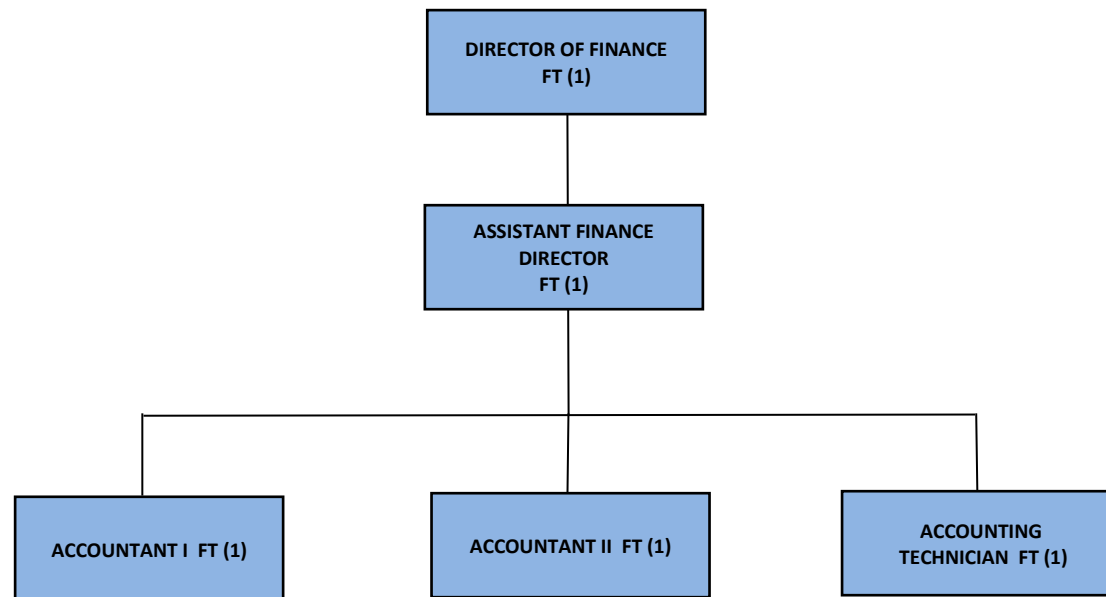 DIRECTOR OF FINANCE
FT (1)
ASSISTANT FINANCE
DIRECTOR
FT (1)
ACCOUNTANT I  FT (1)
ACCOUNTANT II  FT (1)
ACCOUNTING
TECHNICIAN  FT (1)